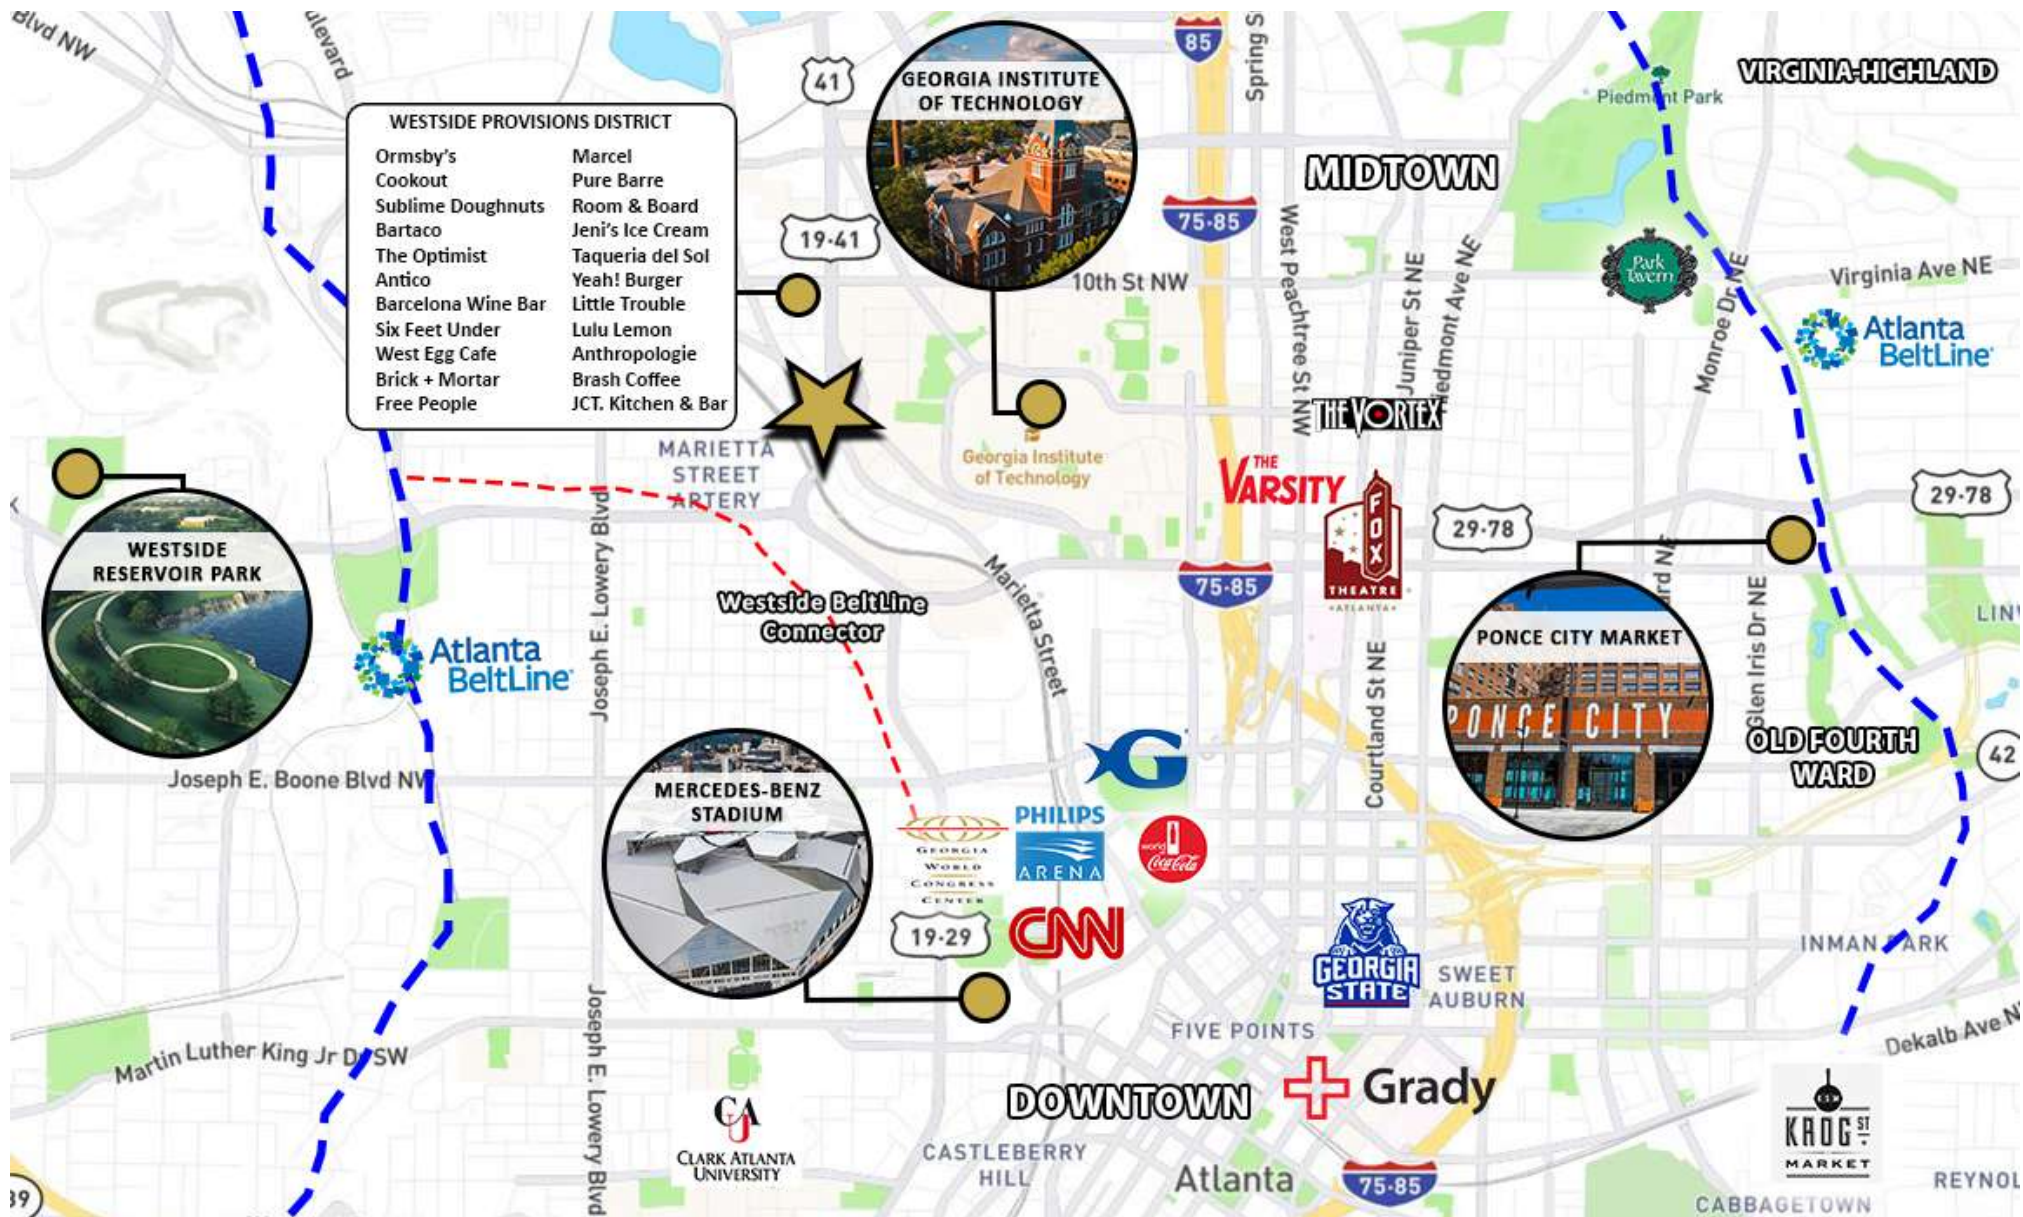 Blvd NW
41
85
Spring S
VIRGINIA-HIGHLAND
Piedmont Park
GEORGIA INSTITUTE
OF TECHNOLOGY
WESTSIDE PROVISIONS DISTRICT
Ormsby's
Cookout
Sublime Doughnuts
Bartaco
The Optimist
Antico
Barcelona Wine Bar
Six Feet Under
West Egg Cafe
Brick + Mortar
Free People
Marcel
Pure Barre
Room & Board
Jeni's Ice Cream
Taqueria del Sol
Yeah! Burger
Little Trouble
Lulu Lemon
Anthropologie
Brash Coffee
JCT. Kitchen & Bar
MIDTOWN
19-41
75-85
10th St NW
West Peachtree St NW
Juniper St NE
Piedmont Ave NE
Park
Tavern
Monroe Dr NE
Virginia Ave NE
Atlanta
BeltLine
THE VORTEX
MARIETTA
STREET
ARTERY
Georgia Institute
of Technology
THE
VARSITY
FOX
THEATRE
ATLANTA
29-78
29-78
WESTSIDE
RESERVOIR PARK
Joseph E. Lowery Blvd
Westside BeltLine
Connector
Marietta Street
75-85
Atlanta
BeltLine
PONCE CITY MARKET
PONCE CITY
Glen Iris Dr NE
Courtland St NE
OLD FOURTH
WARD
42
Joseph E. Boone Blvd NW
MERCEDES-BENZ
STADIUM
G
GEORGIA
WORLD
CONGRESS
CENTER
PHILIPS
ARENA
world
Coca-Cola
19-29
CNN
GEORGIA
STATE
SWEET
AUBURN
INMAN PARK
FIVE POINTS
Dekalb Ave N
Martin Luther King Jr Dr SW
Joseph E. Lowery Blvd
DOWNTOWN
Grady
CAU
CLARK ATLANTA
UNIVERSITY
CASTLEBERRY
HILL
Atlanta
75-85
KROG ST
MARKET
CABBAGETOWN
REYNOL